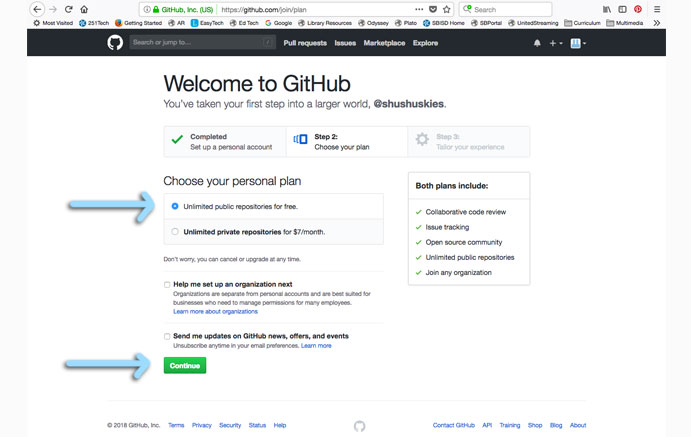 GitHub, Inc. (US) https://github.com/join/plan Search
Most Visited 251Tech Getting Started AR EasyTech Ed Tech Google Library Resources Odyssey Plato SBISD Home SBPortal UnitedStreaming Curriculum Multimedia
Search or jump to... / Pull requests Issues Marketplace Explore
Welcome to GitHub
You've taken your first step into a larger world, @shushuskies.
Completed
Set up a personal account
Step 2:
Choose your plan
Step 3:
Tailor your experience
Choose your personal plan
Unlimited public repositories for free.
Unlimited private repositories for $7/month.
Don't worry, you can cancel or upgrade at any time.
Help me set up an organization next
Organizations are separate from personal accounts and are best suited for
businesses who need to manage permissions for many employees.
Learn more about organizations
Send me updates on GitHub news, offers, and events
Unsubscribe anytime in your email preferences. Learn more
Continue
Both plans include:
Collaborative code review
Issue tracking
Open source community
Unlimited public repositories
Join any organization
© 2018 GitHub, Inc. Terms Privacy Security Status Help Contact GitHub API Training Shop Blog About